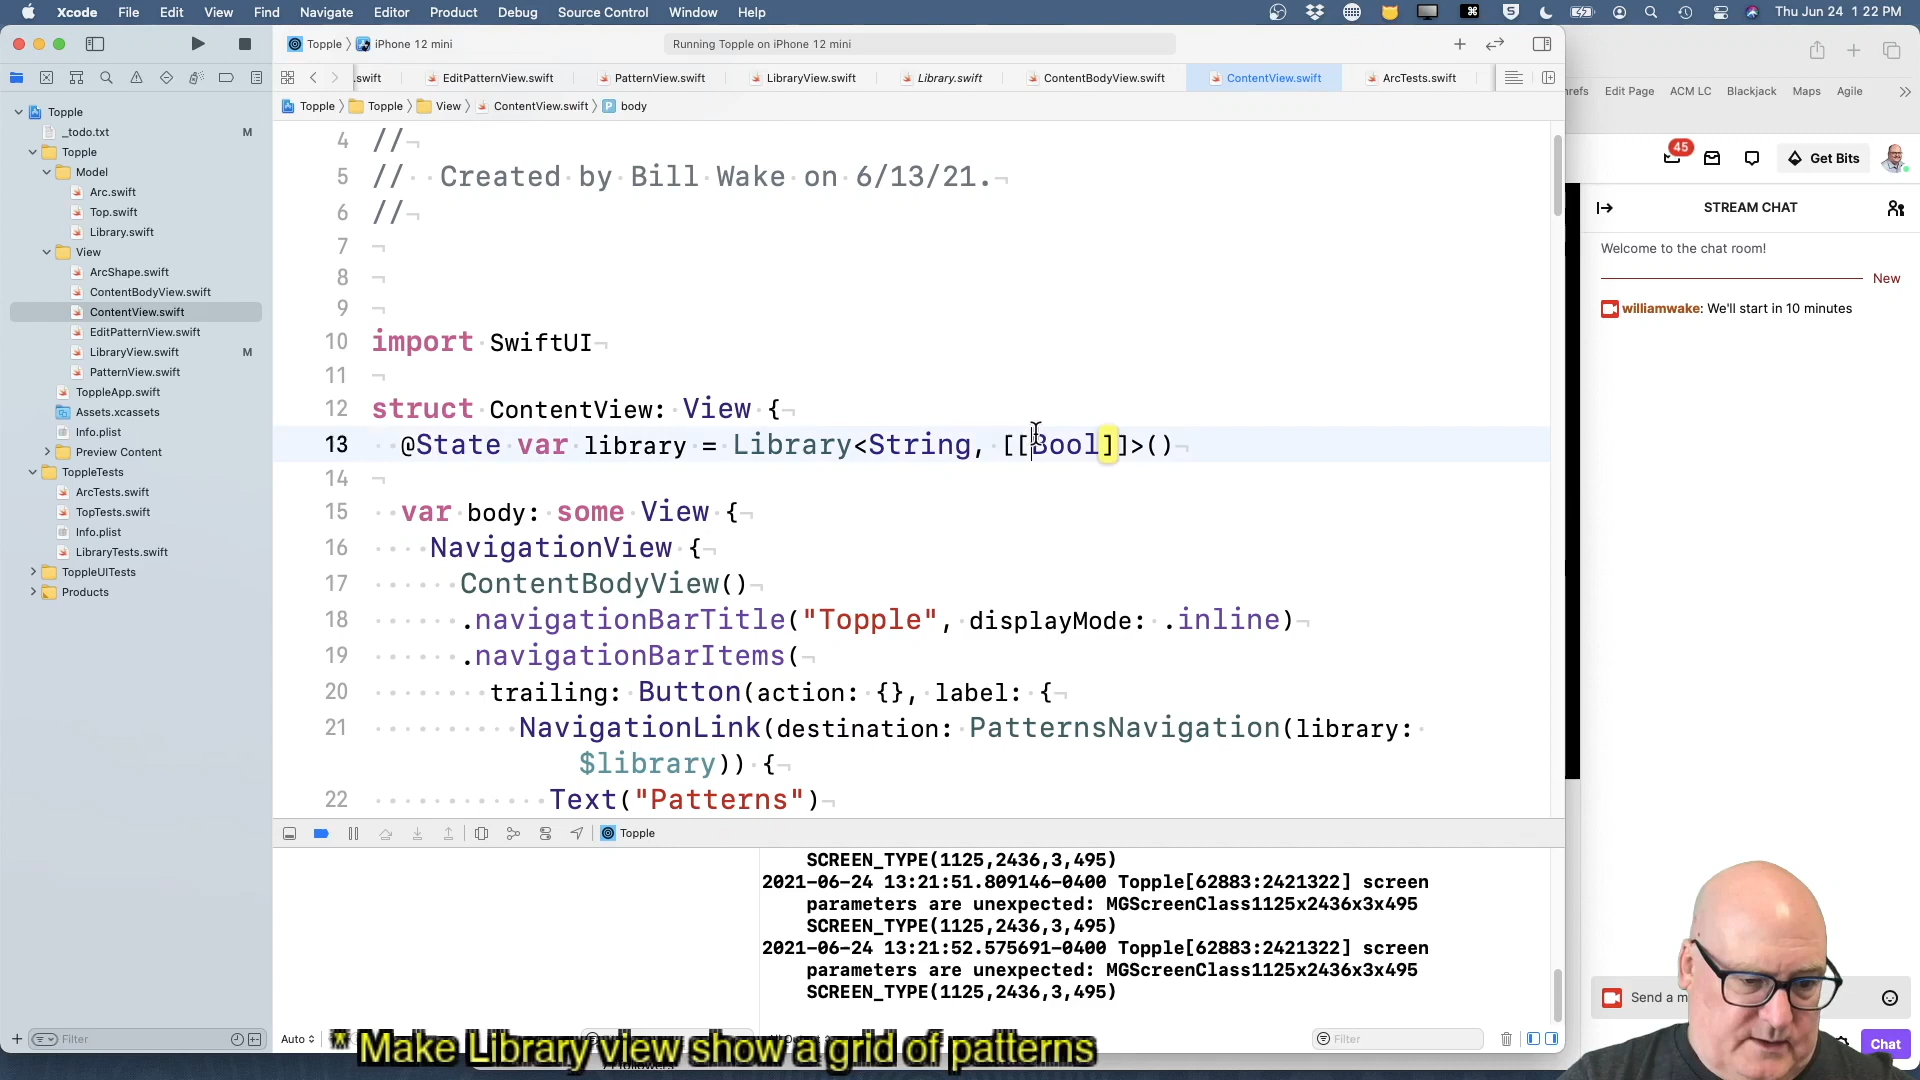 Xcode File Edit View Find Navigate Editor Product Debug Source Control Window Help Thu Jun 24 1:22 PM
Topple iPhone 12 mini Running Topple on iPhone 12 mini
.swift EditPatternView.swift PatternView.swift LibraryView.swift Library.swift ContentBodyView.swift ContentView.swift ArcTests.swift
Topple Topple View ContentView.swift body
hrefs Edit Page ACM LC Blackjack Maps Agile
Topple
_todo.txt M
Topple
Model
Arc.swift
Top.swift
Library.swift
View
ArcShape.swift
ContentBodyView.swift
ContentView.swift
EditPatternView.swift
LibraryView.swift M
PatternView.swift
ToppleApp.swift
Assets.xcassets
Info.plist
Preview Content
ToppleTests
ArcTests.swift
TopTests.swift
Info.plist
LibraryTests.swift
ToppleUITests
Products
Filter
4 //
5 // Created by Bill Wake on 6/13/21.
6 //
7
8
9
10 import SwiftUI
11
12 struct ContentView: View {
13 @State var library = Library<String, [[Bool]]>()
14
15 var body: some View {
16 NavigationView {
17 ContentBodyView()
18 .navigationBarTitle("Topple", displayMode: .inline)
19 .navigationBarItems(
20 trailing: Button(action: {}, label: {
21 NavigationLink(destination: PatternsNavigation(library:
$library)) {
22 Text("Patterns")
Topple
SCREEN_TYPE(1125,2436,3,495)
2021-06-24 13:21:51.809146-0400 Topple[62883:2421322] screen
parameters are unexpected: MGScreenClass1125x2436x3x495
SCREEN_TYPE(1125,2436,3,495)
2021-06-24 13:21:52.575691-0400 Topple[62883:2421322] screen
parameters are unexpected: MGScreenClass1125x2436x3x495
SCREEN_TYPE(1125,2436,3,495)
Auto
Filter
* Make Library view show a grid of patterns
45 Get Bits
STREAM CHAT
Welcome to the chat room!
New
williamwake: We'll start in 10 minutes
Send a m
Chat